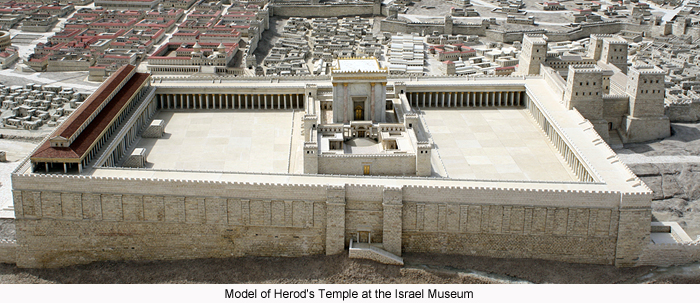 Model of Herod's Temple at the Israel Museum